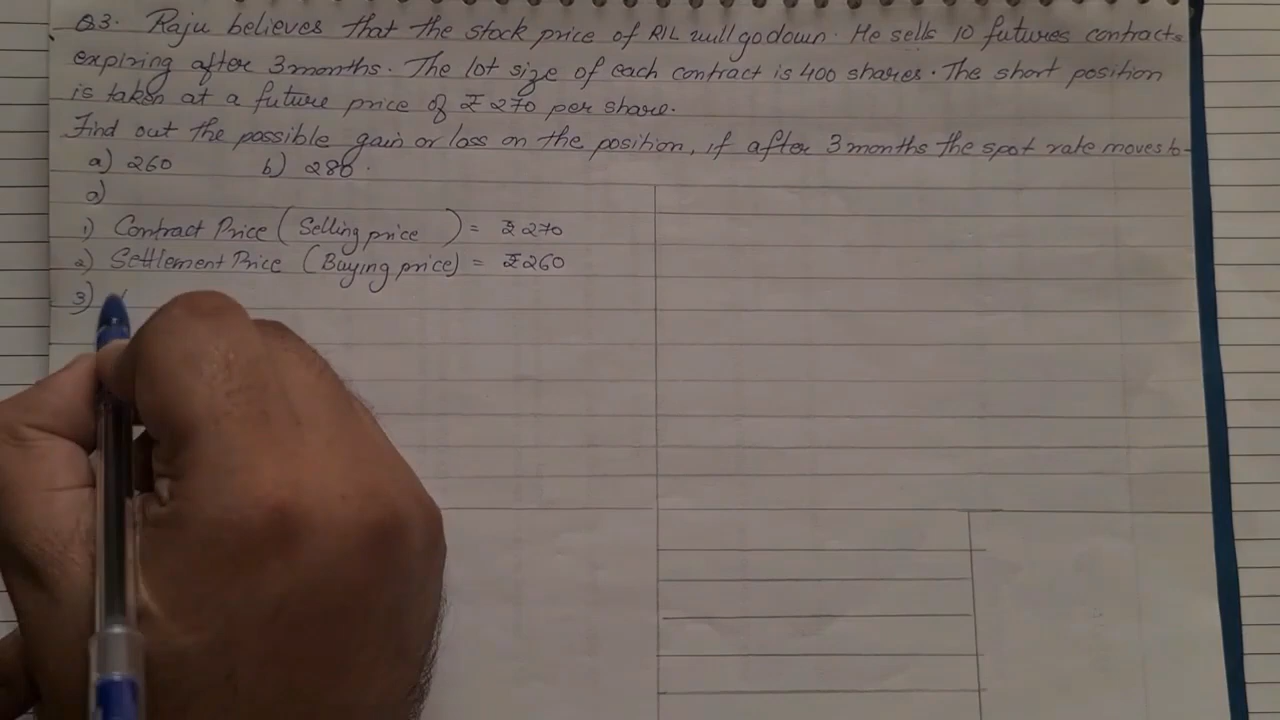 Q.3. Raju believes that the stock price of RIL will go down. He sells 10 futures contracts
expiring after 3 months. The lot size of each contract is 400 shares. The short position
is taken at a future price of ₹ 270 per share.
Find out the possible gain or loss on the position, if after 3 months the spot rate moves to-
a) 260 b) 280.
a)
1) Contract Price (Selling price) = ₹ 270
2) Settlement Price (Buying price) = ₹ 260
3)